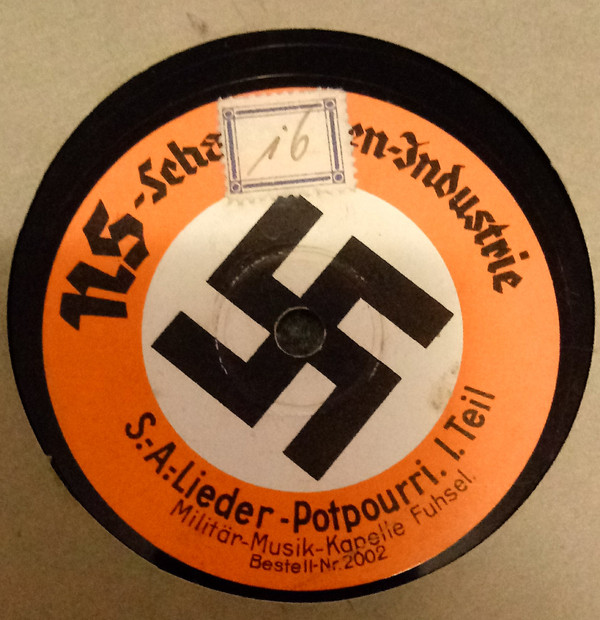 NS-Scha en-Industrie
16
S.-A.-Lieder-Potpourri. I. Teil
Militär-Musik-Kapelle Fuhsel.
Bestell-Nr. 2002